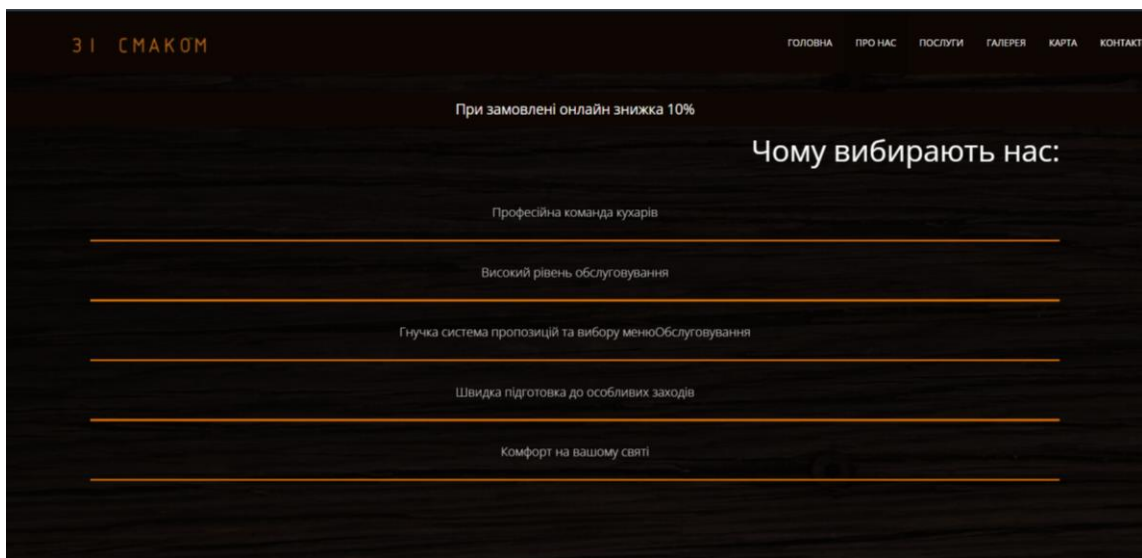 ЗІ СМАКОМ
ГОЛОВНА ПРО НАС ПОСЛУГИ ГАЛЕРЕЯ КАРТА КОНТАКТ
При замовлені онлайн знижка 10%
Чому вибирають нас:
Професійна команда кухарів
Високий рівень обслуговування
Гнучка система пропозицій та вибору менюОбслуговування
Швидка підготовка до особливих заходів
Комфорт на вашому святі